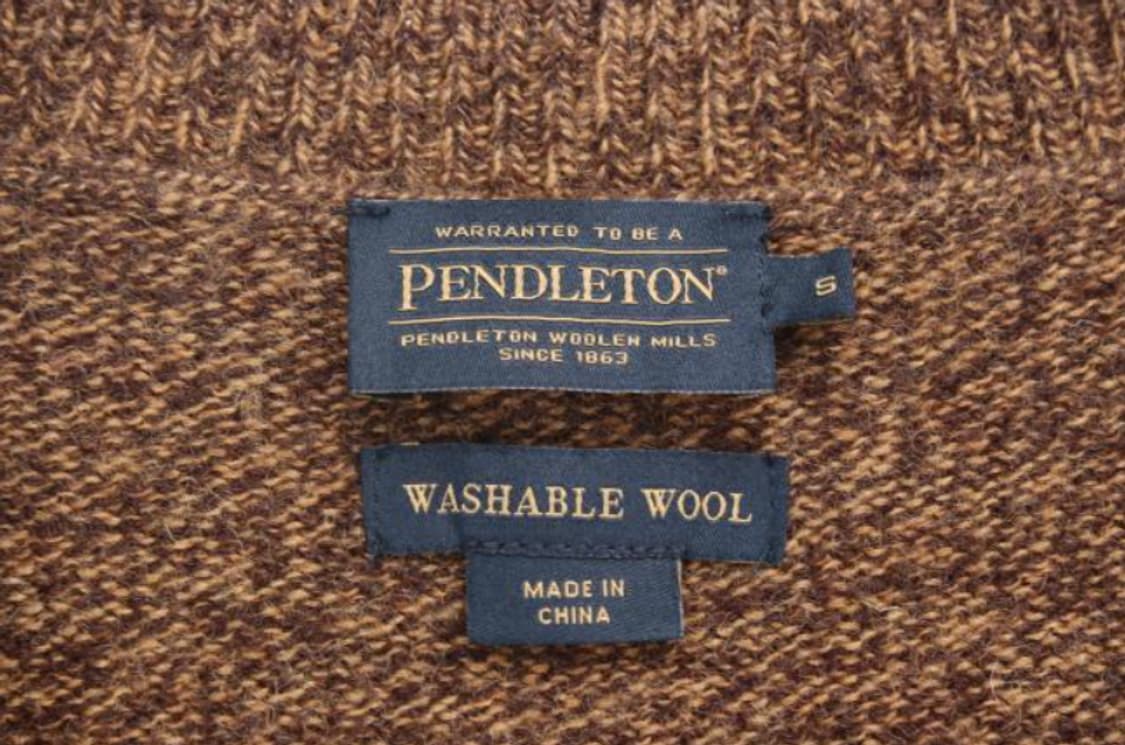 WARRANTED TO BE A
PENDLETON®
S
PENDLETON WOOLEN MILLS
SINCE 1863
WASHABLE WOOL
MADE IN
CHINA